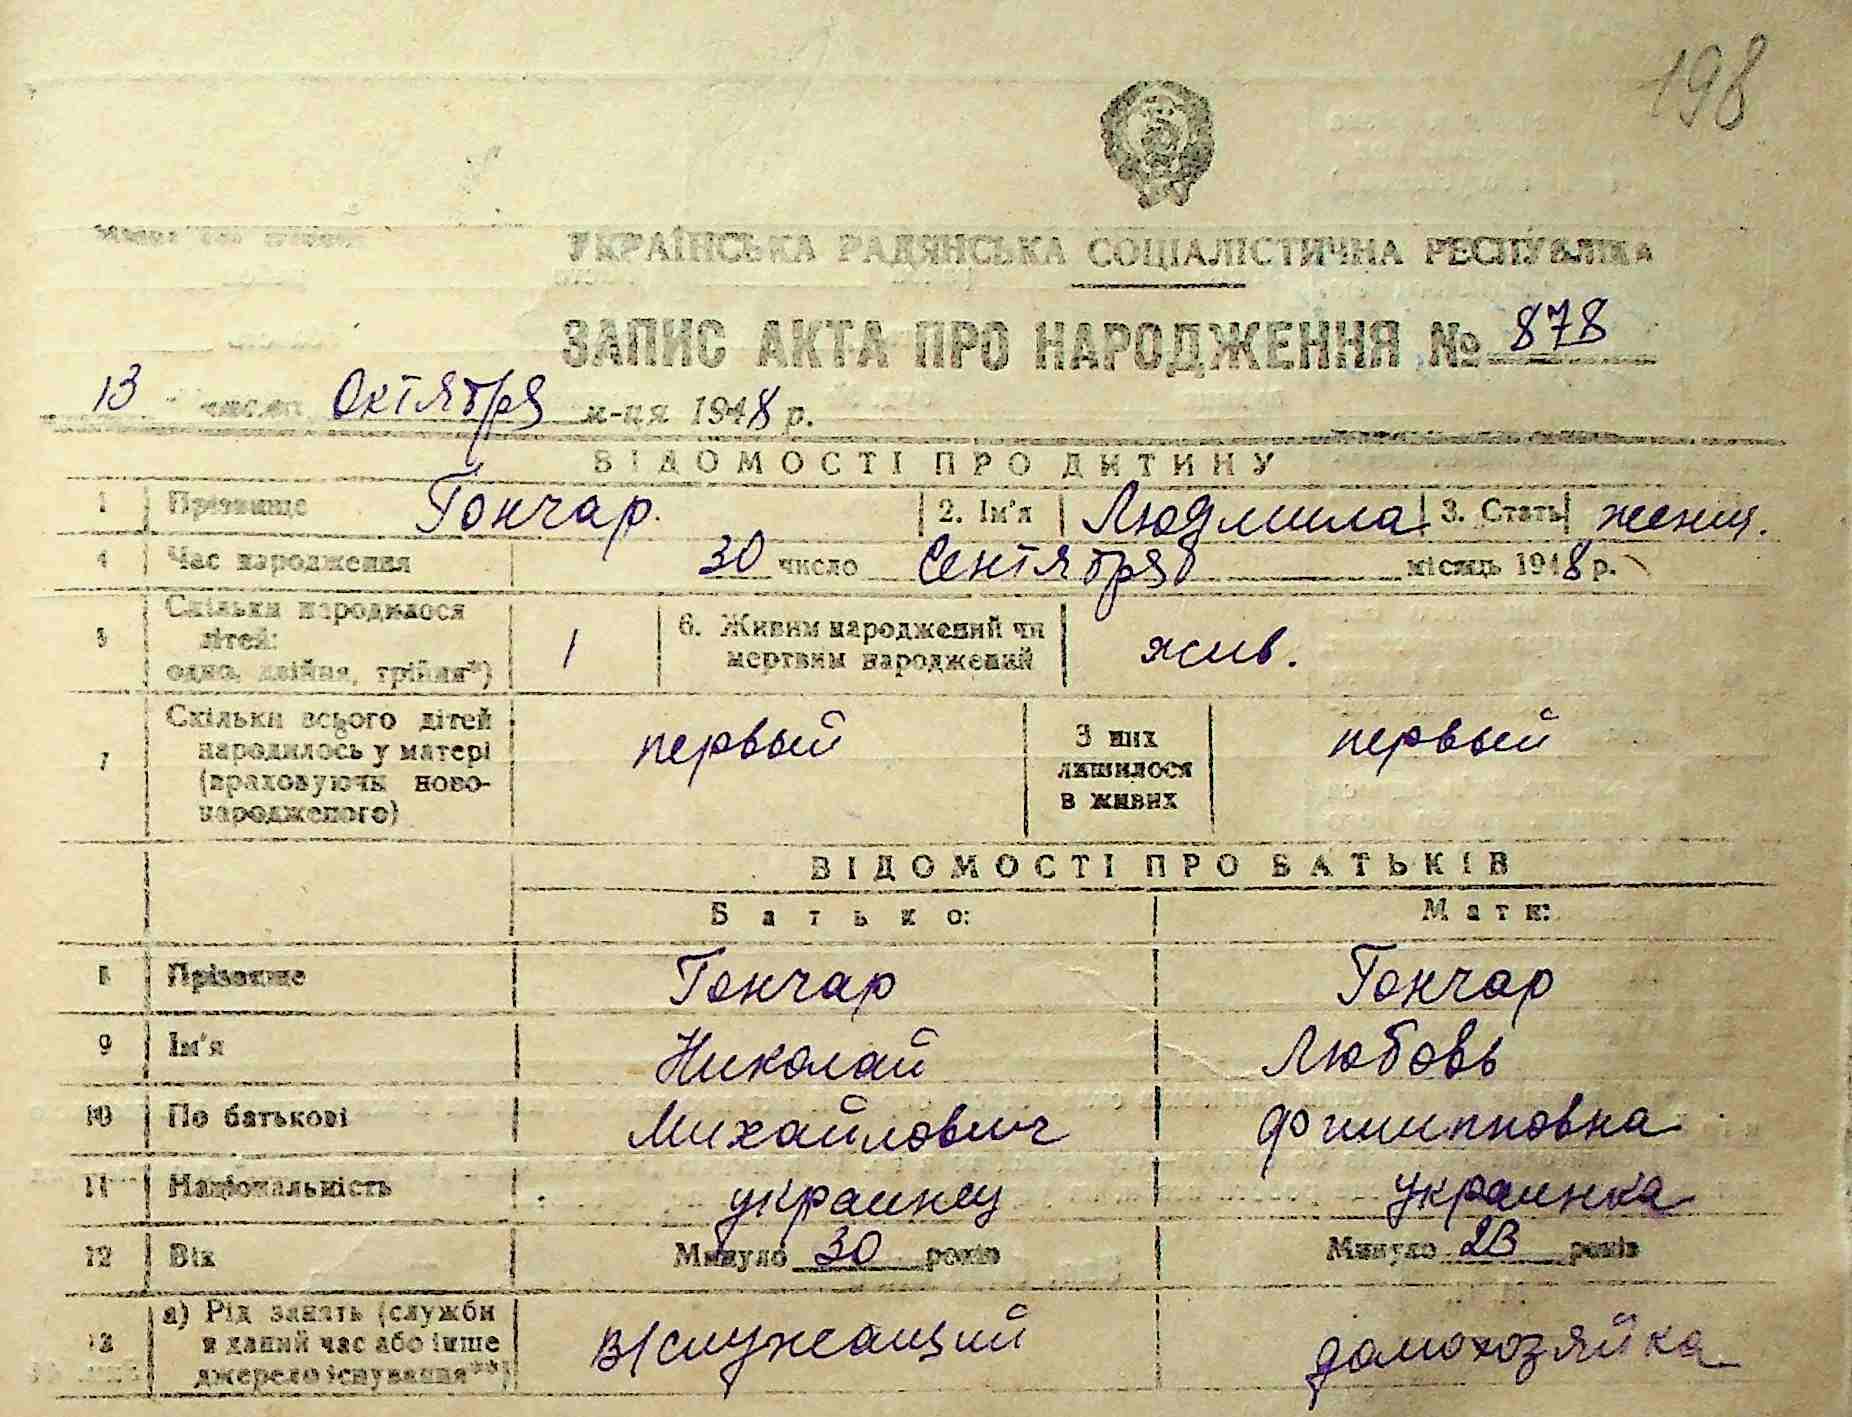 198
УКРАЇНСЬКА РАДЯНСЬКА СОЦІАЛІСТИЧНА РЕСПУБЛІКА
ЗАПИС АКТА ПРО НАРОДЖЕННЯ № 878
13 " числа Октября м-ця 1948 р.
ВІДОМОСТІ ПРО ДИТИНУ
1 Прізвище Гончар. 2. Ім'я Людмила 3. Стать женщ.
4 Час народження 30 число Сентября місяць 1948 р.
5 Скільки народилося
дітей:
одно, двійня, трійня*) 1 6. Живим народжений чи
мертвим народжений жив.
7 Скільки всього дітей
народилось у матері
(враховуючи ново-
народженого) первый З них
лишилося
в живих первый
ВІДОМОСТІ ПРО БАТЬКІВ
Батько: Мати:
8 Прізвище Гончар Гончар
9 Ім'я Николай Любовь
10 По батькові Михайлович Филипповна
11 Національність украинец украинка
12 Вік Минуло 30 років Минуло 23 років
13 а) Рід занять (служби
в даний час або інше
джерело існування**) в/служащий домохозяйка